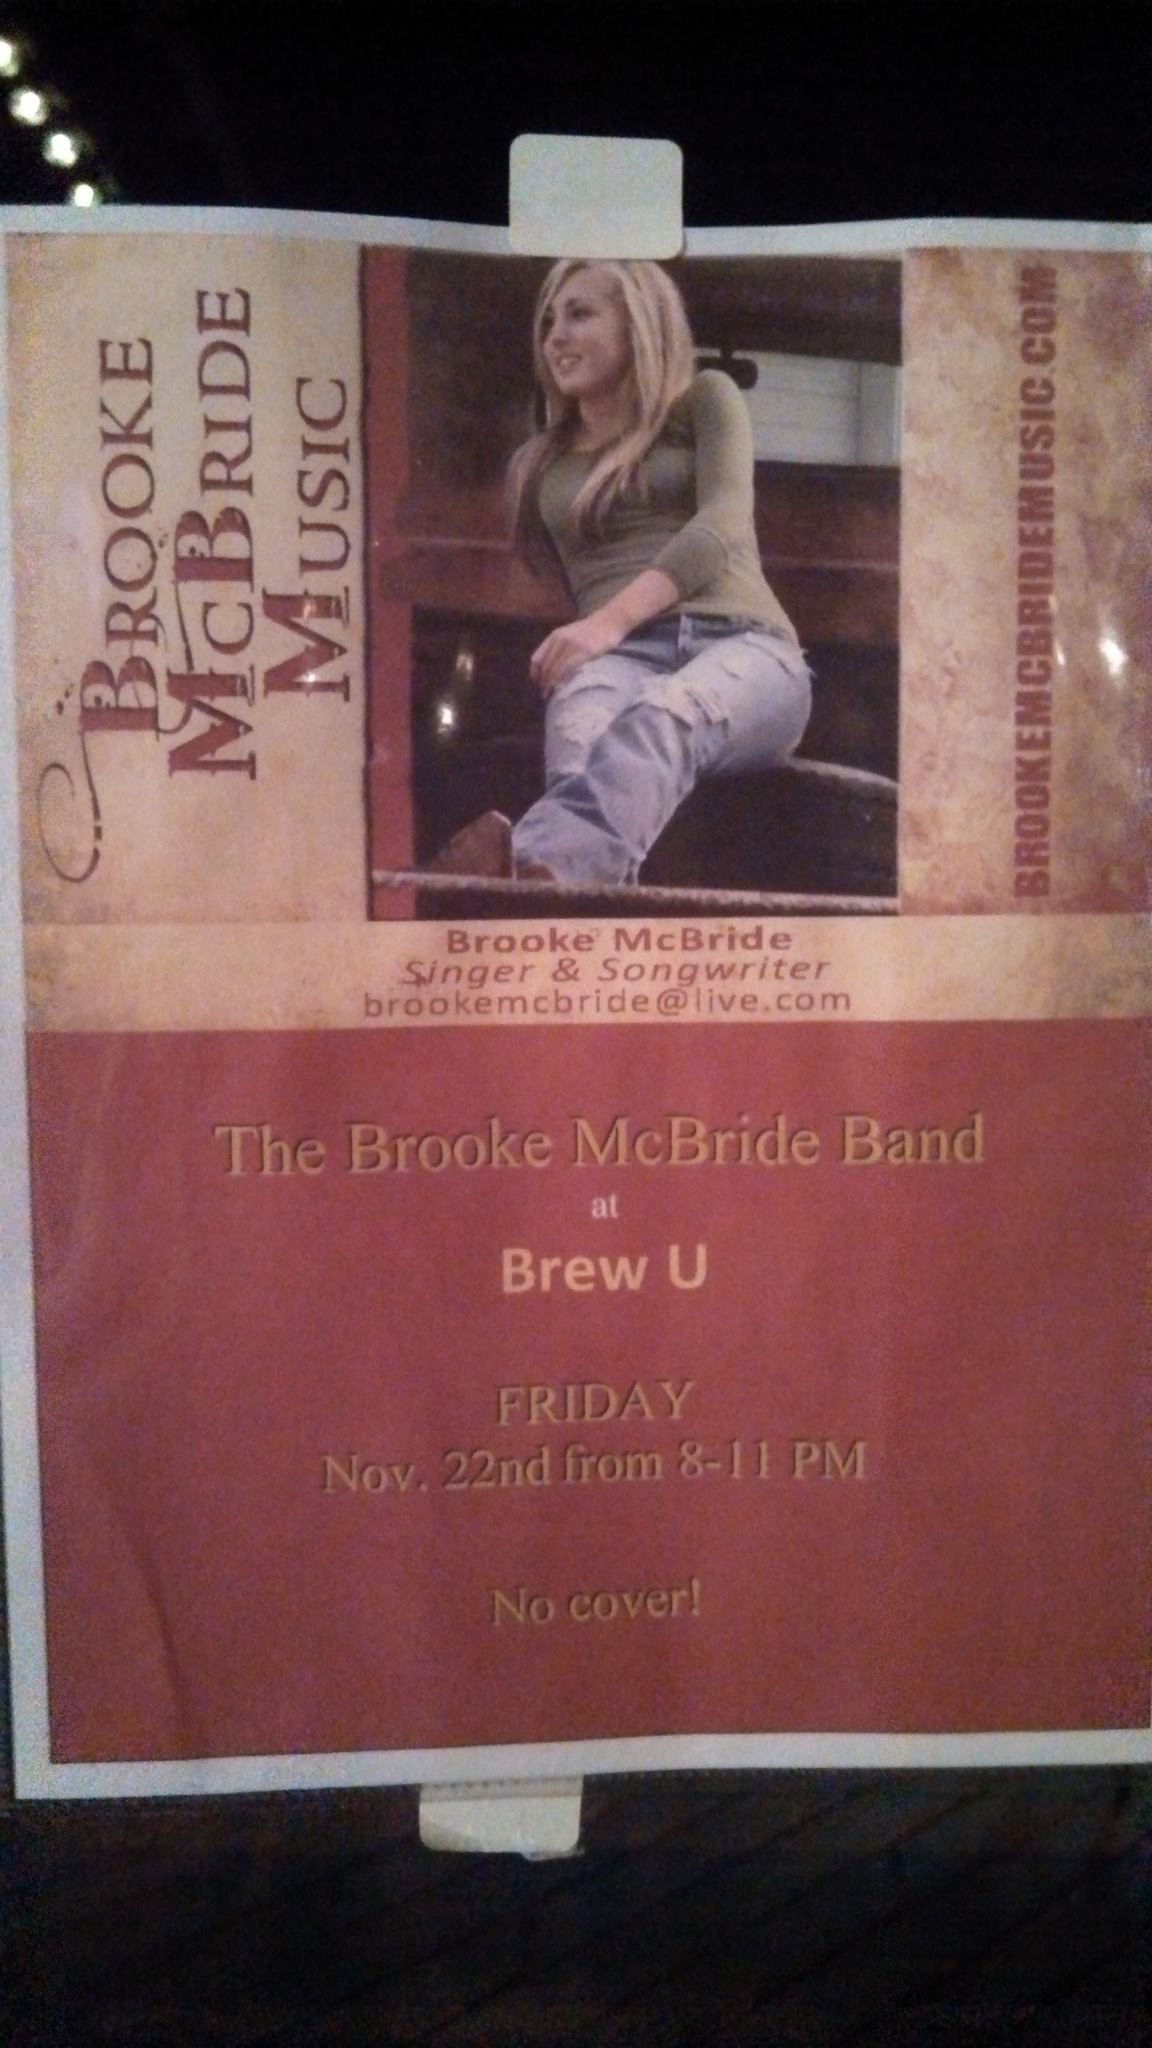 BROOKE
MCBRIDE
MUSIC
BROOKEMCBRIDEMUSIC.COM
Brooke McBride
Singer & Songwriter
brookemcbride@live.com
The Brooke McBride Band
at
Brew U
FRIDAY
Nov. 22nd from 8-11 PM
No cover!